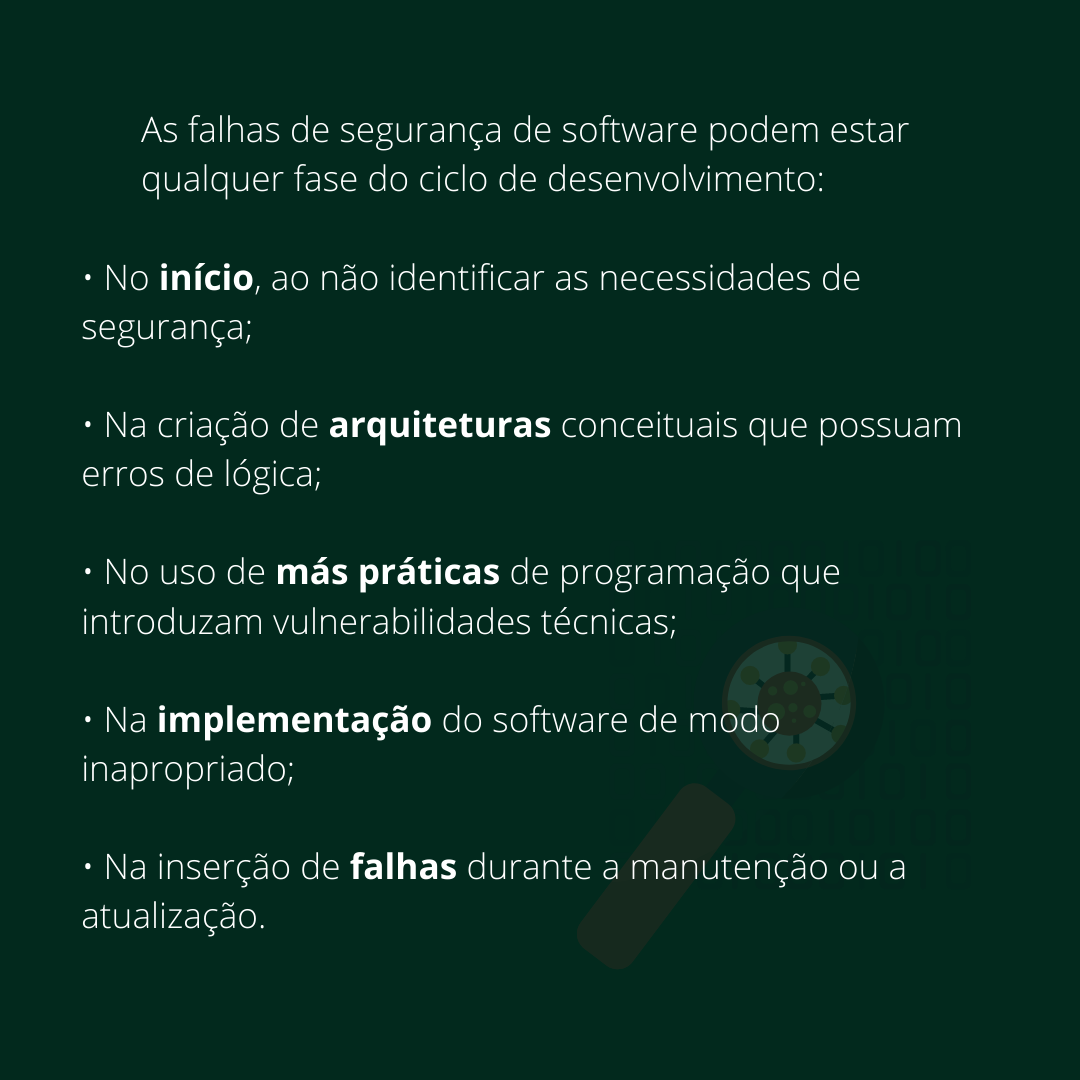 As falhas de segurança de software podem estar
qualquer fase do ciclo de desenvolvimento:
• No início, ao não identificar as necessidades de
segurança;
• Na criação de arquiteturas conceituais que possuam
erros de lógica;
• No uso de más práticas de programação que
introduzam vulnerabilidades técnicas;
• Na implementação do software de modo
inapropriado;
• Na inserção de falhas durante a manutenção ou a
atualização.